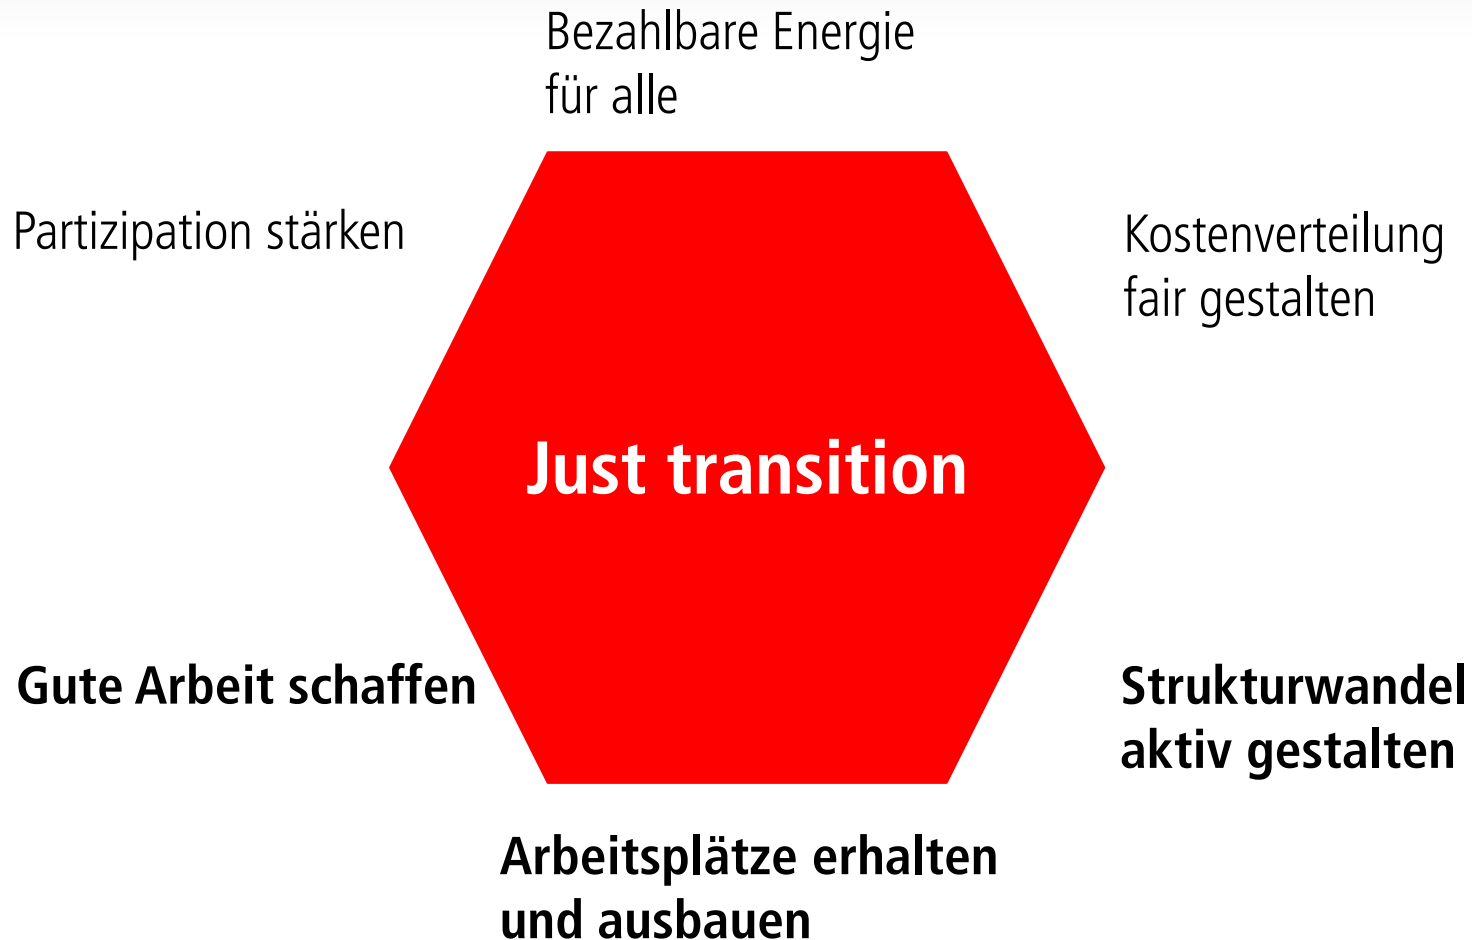 Bezahlbare Energie
für alle
Partizipation stärken
Kostenverteilung
fair gestalten
Just transition
Gute Arbeit schaffen
Strukturwandel
aktiv gestalten
Arbeitsplätze erhalten
und ausbauen